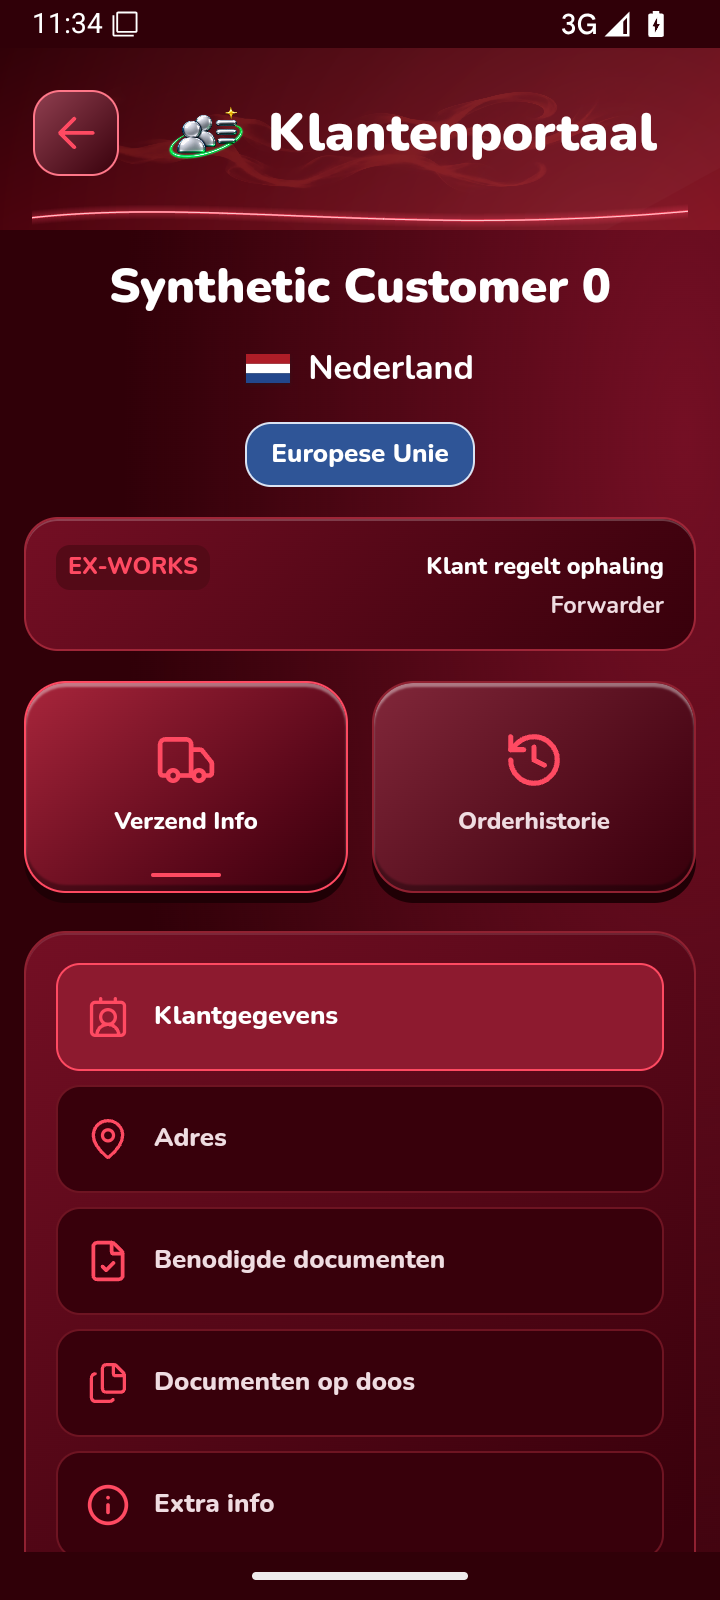 11:34
3G
Klantenportaal
Synthetic Customer 0
Nederland
Europese Unie
EX-WORKS
Klant regelt ophaling
Forwarder
Verzend Info
Orderhistorie
Klantgegevens
Adres
Benodigde documenten
Documenten op doos
Extra info